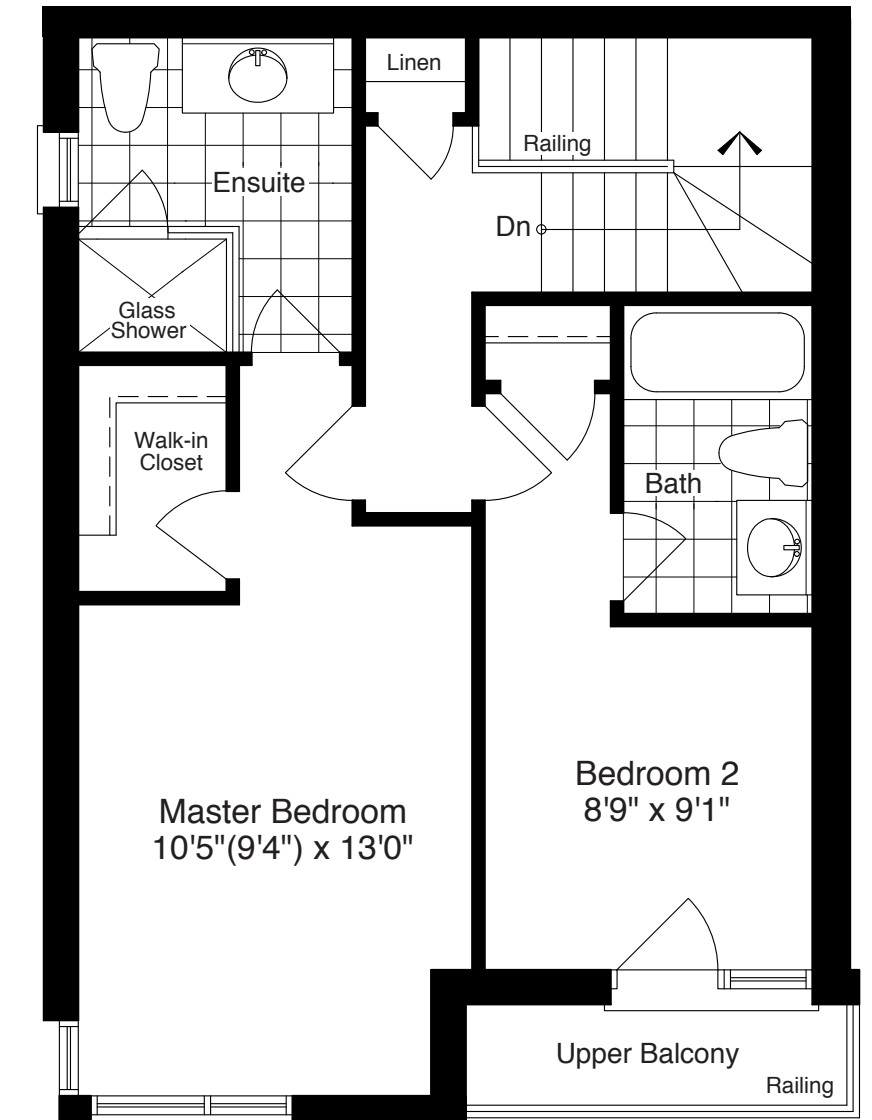 Linen
Railing
Ensuite
Dn
Glass
Shower
Walk-in
Closet
Bath
Bedroom 2
8'9" x 9'1"
Master Bedroom
10'5"(9'4") x 13'0"
Upper Balcony
Railing